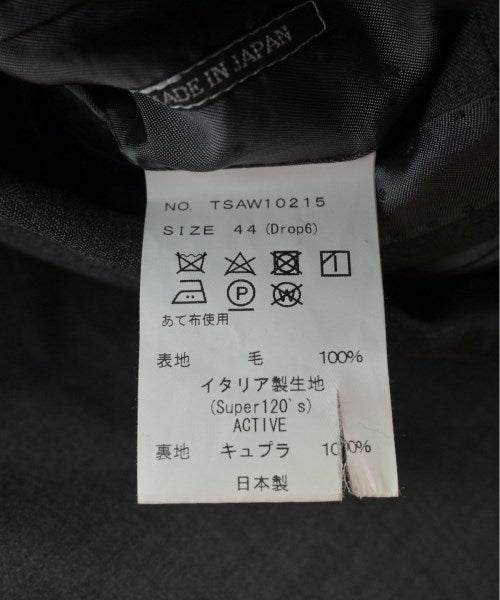 MADE IN JAPAN
NO. TSAW10215
SIZE 44 (Drop6)
P W
あて布使用
表地 毛 100%
イタリア製生地
(Super120's)
ACTIVE
裏地 キュプラ 100%
日本製